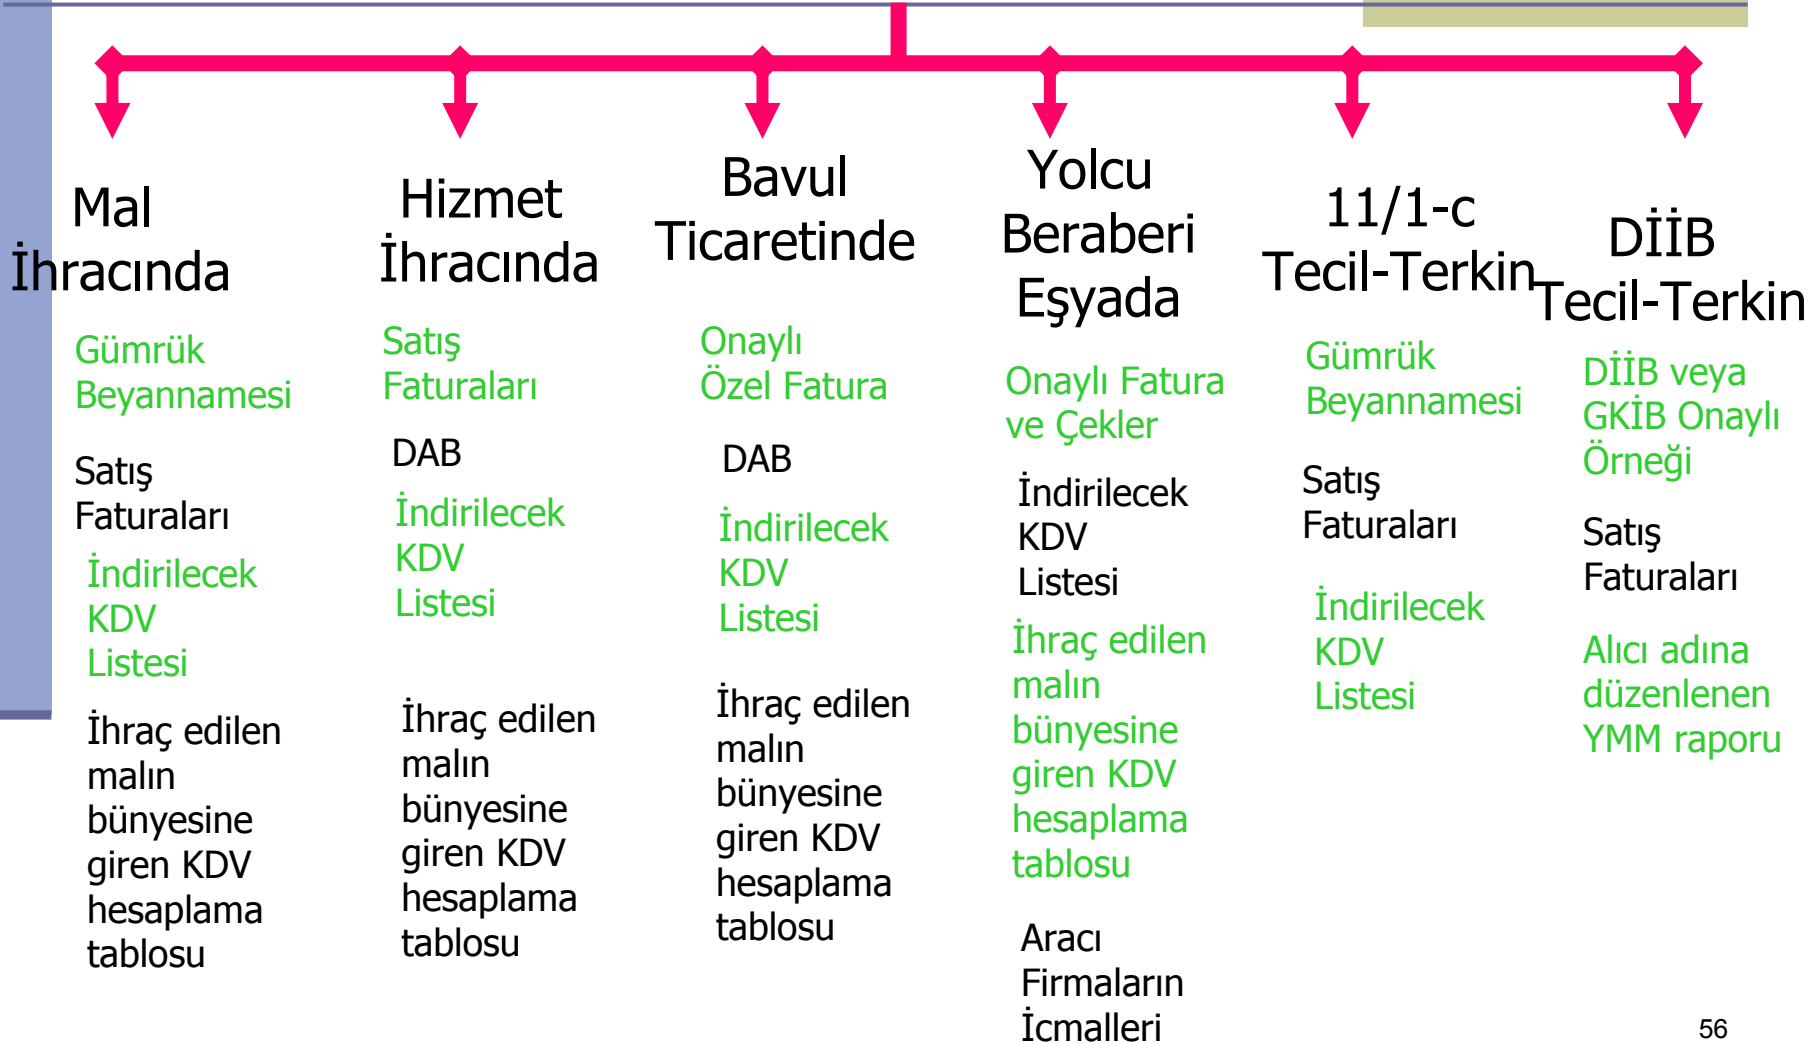 Mal
İhracında
Gümrük
Beyannamesi
Satış
Faturaları
İndirilecek
KDV
Listesi
İhraç edilen
malın
bünyesine
giren KDV
hesaplama
tablosu
Hizmet
İhracında
Satış
Faturaları
DAB
İndirilecek
KDV
Listesi
İhraç edilen
malın
bünyesine
giren KDV
hesaplama
tablosu
Bavul
Ticaretinde
Onaylı
Özel Fatura
DAB
İndirilecek
KDV
Listesi
İhraç edilen
malın
bünyesine
giren KDV
hesaplama
tablosu
Yolcu
Beraberi
Eşyada
Onaylı Fatura
ve Çekler
İndirilecek
KDV
Listesi
İhraç edilen
malın
bünyesine
giren KDV
hesaplama
tablosu
Aracı
Firmaların
İcmalleri
11/1-c
Tecil-Terkin
Gümrük
Beyannamesi
Satış
Faturaları
İndirilecek
KDV
Listesi
DİİB
Tecil-Terkin
DİİB veya
GKİB Onaylı
Örneği
Satış
Faturaları
Alıcı adına
düzenlenen
YMM raporu
56